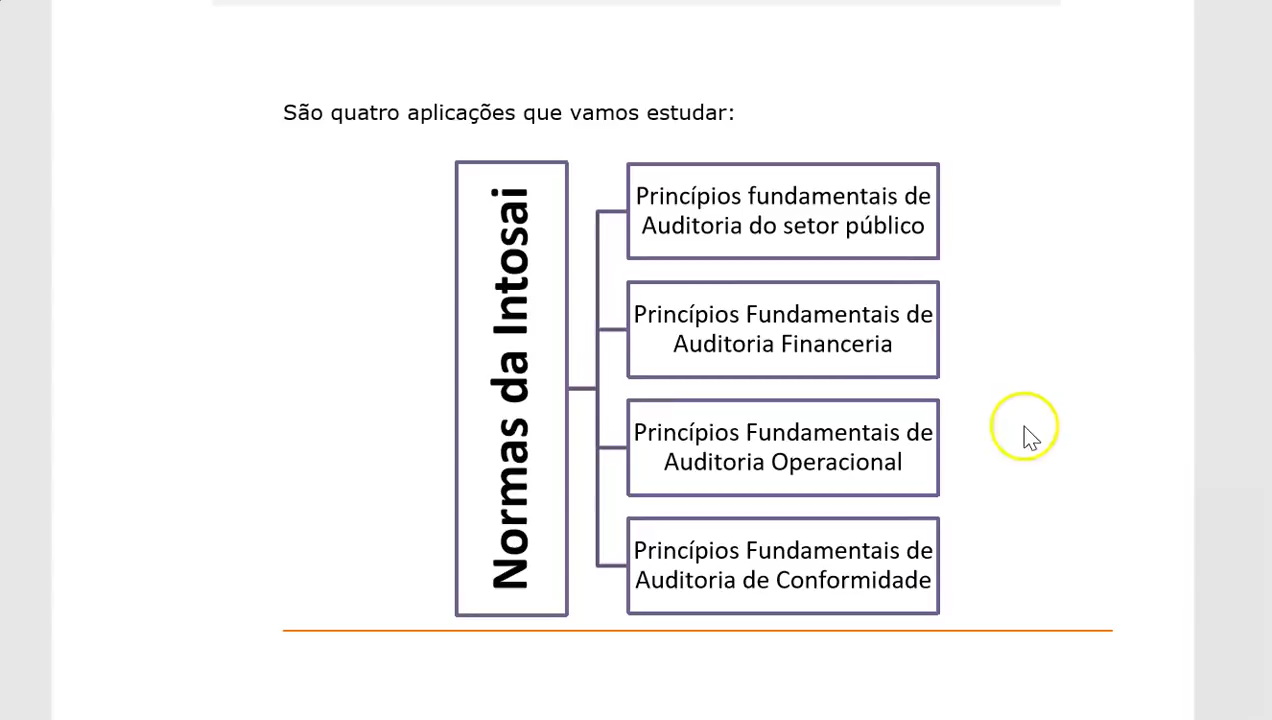 São quatro aplicações que vamos estudar:
Normas da Intosai
Princípios fundamentais de
Auditoria do setor público
Princípios Fundamentais de
Auditoria Financeria
Princípios Fundamentais de
Auditoria Operacional
Princípios Fundamentais de
Auditoria de Conformidade